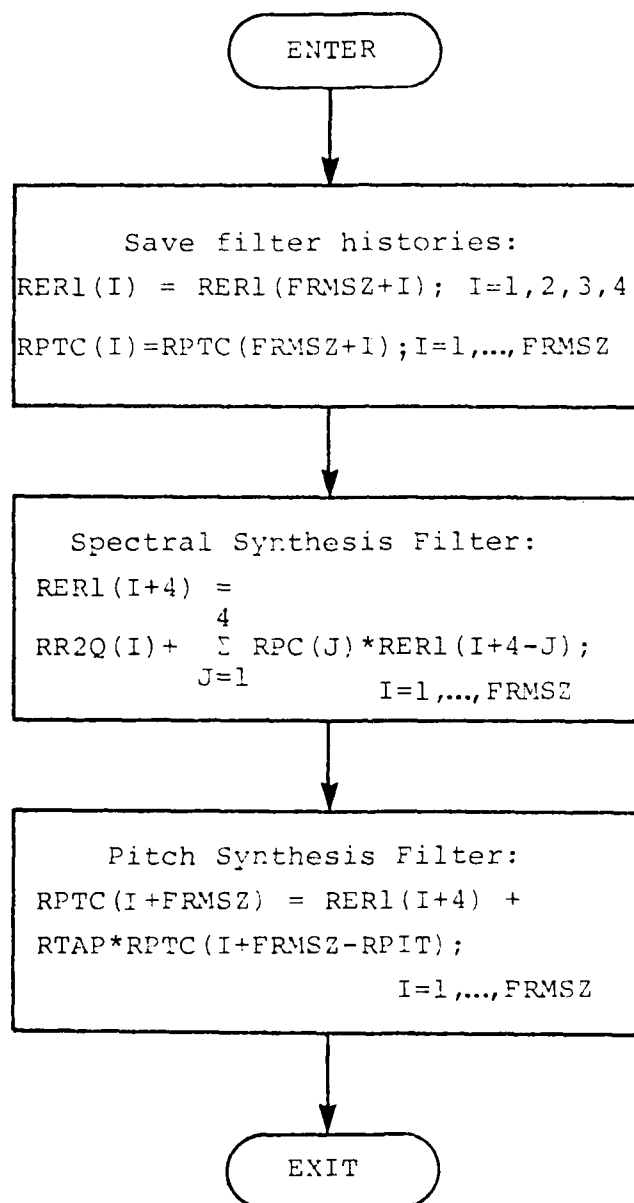 ENTER
Save filter histories:
RER1(I) = RER1(FRMSZ+I); I=1,2,3,4
RPTC(I)=RPTC(FRMSZ+I);I=1,...,FRMSZ
Spectral Synthesis Filter:
RER1(I+4) =
4
RR2Q(I)+ Σ RPC(J)*RER1(I+4-J);
J=1
I=1,...,FRMSZ
Pitch Synthesis Filter:
RPTC(I+FRMSZ) = RER1(I+4) +
RTAP*RPTC(I+FRMSZ-RPIT);
I=1,...,FRMSZ
EXIT